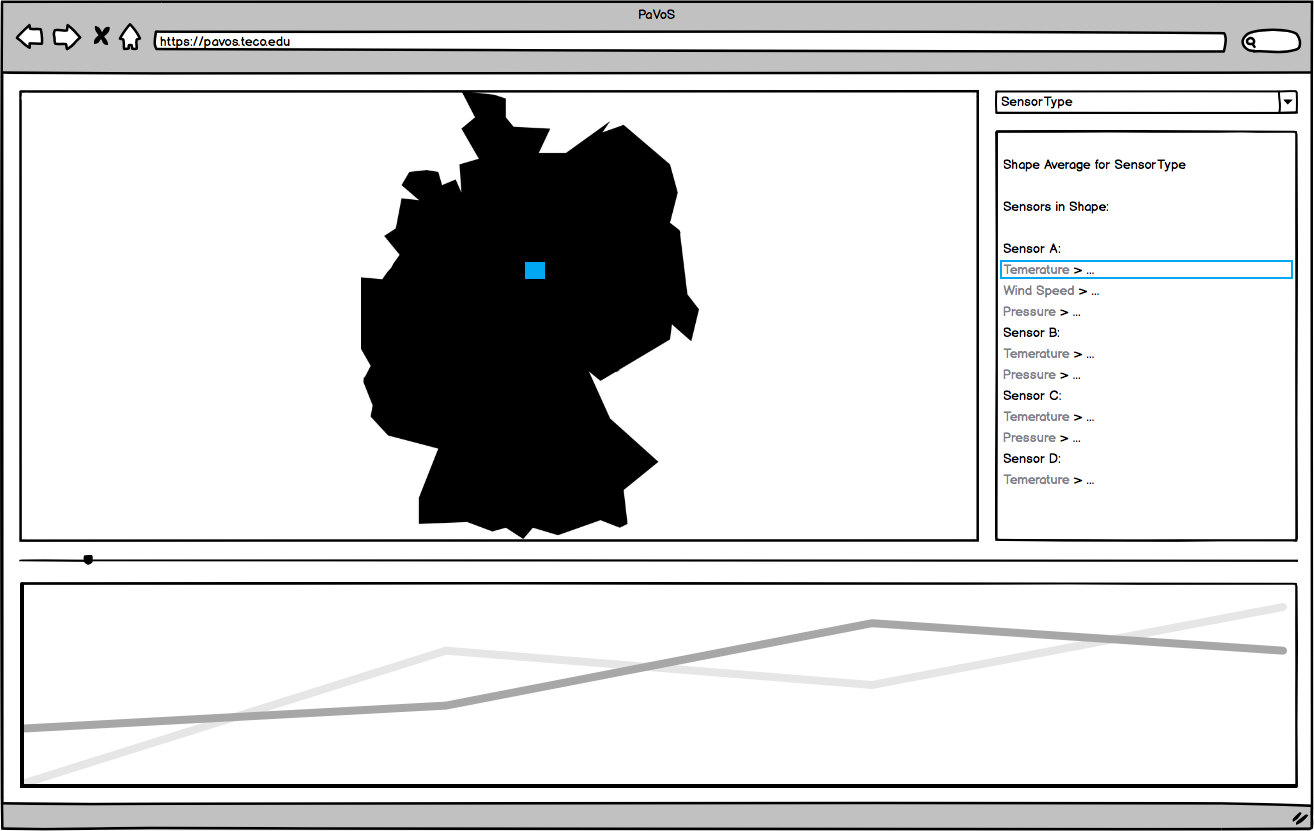 PaVoS
https://pavos.teco.edu
SensorType
Shape Average for SensorType
Sensors in Shape:
Sensor A:
Temerature > ...
Wind Speed > ...
Pressure > ...
Sensor B:
Temerature > ...
Pressure > ...
Sensor C:
Temerature > ...
Pressure > ...
Sensor D:
Temerature > ...